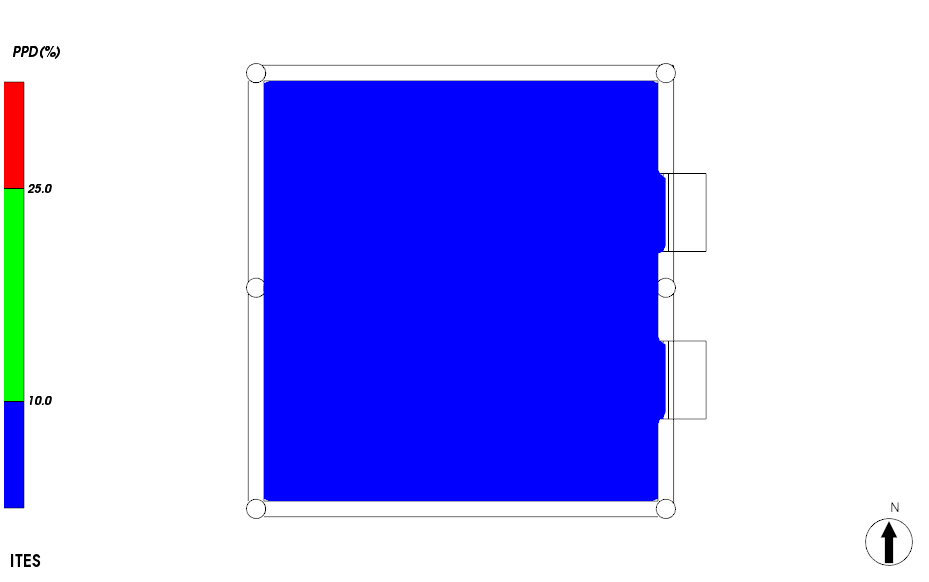 PPD(%)
25.0
10.0
N
ITES